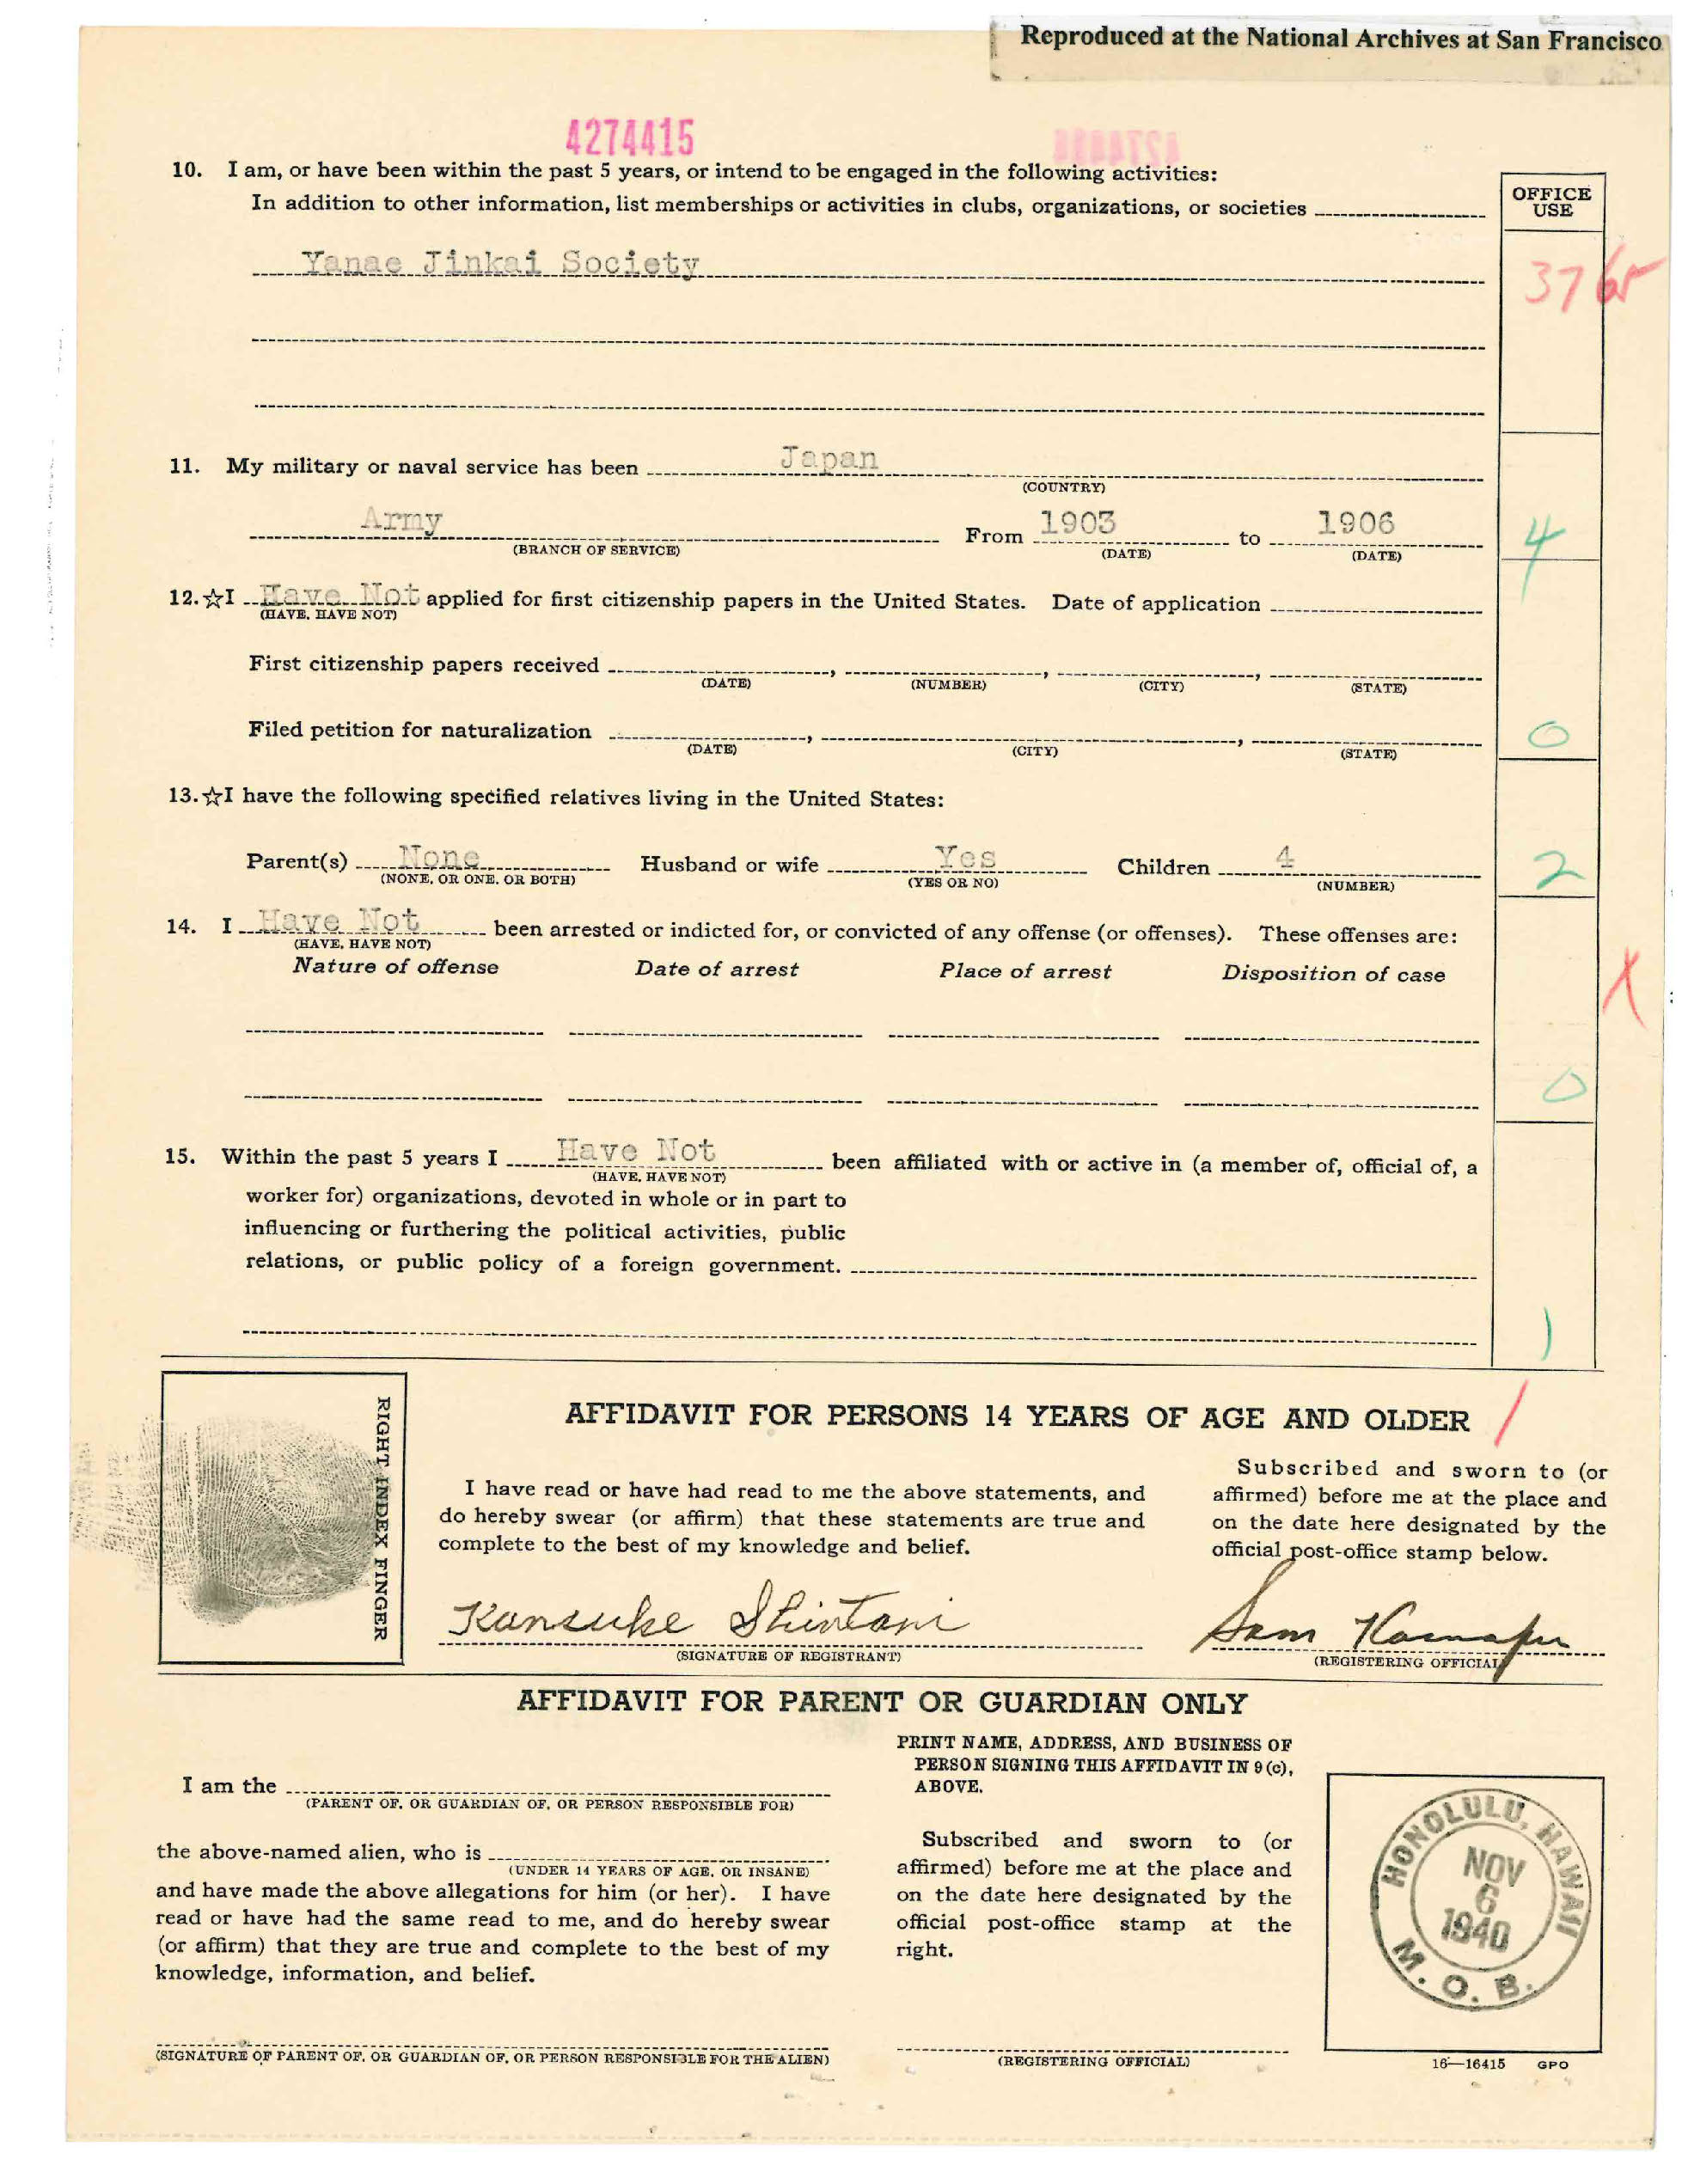 Reproduced at the National Archives at San Francisco
4274415
10. I am, or have been within the past 5 years, or intend to be engaged in the following activities:
In addition to other information, list memberships or activities in clubs, organizations, or societies
OFFICE
USE
Yanae Jinkai Society
37
11. My military or naval service has been Japan
(COUNTRY)
Army From 1903 to 1906
(BRANCH OF SERVICE) (DATE) (DATE)
4
12. ☆I Have Not applied for first citizenship papers in the United States. Date of application
(HAVE, HAVE NOT)
First citizenship papers received , , ,
(DATE) (NUMBER) (CITY) (STATE)
Filed petition for naturalization , ,
(DATE) (CITY) (STATE)
0
13. ☆I have the following specified relatives living in the United States:
Parent(s) None Husband or wife Yes Children 4
(NONE, OR ONE, OR BOTH) (YES OR NO) (NUMBER)
2
14. I Have Not been arrested or indicted for, or convicted of any offense (or offenses). These offenses are:
(HAVE, HAVE NOT)
Nature of offense Date of arrest Place of arrest Disposition of case
X
0
15. Within the past 5 years I Have Not been affiliated with or active in (a member of, official of, a
(HAVE, HAVE NOT)
worker for) organizations, devoted in whole or in part to
influencing or furthering the political activities, public
relations, or public policy of a foreign government.
1
RIGHT INDEX FINGER
AFFIDAVIT FOR PERSONS 14 YEARS OF AGE AND OLDER
I have read or have had read to me the above statements, and
do hereby swear (or affirm) that these statements are true and
complete to the best of my knowledge and belief.
Subscribed and sworn to (or
affirmed) before me at the place and
on the date here designated by the
official post-office stamp below.
Kansuke Shintani
(SIGNATURE OF REGISTRANT)
Sam
(REGISTERING OFFICIAL)
AFFIDAVIT FOR PARENT OR GUARDIAN ONLY
I am the
(PARENT OF, OR GUARDIAN OF, OR PERSON RESPONSIBLE FOR)
the above-named alien, who is
(UNDER 14 YEARS OF AGE, OR INSANE)
and have made the above allegations for him (or her). I have
read or have had the same read to me, and do hereby swear
(or affirm) that they are true and complete to the best of my
knowledge, information, and belief.
(SIGNATURE OF PARENT OF, OR GUARDIAN OF, OR PERSON RESPONSIBLE FOR THE ALIEN)
PRINT NAME, ADDRESS, AND BUSINESS OF
PERSON SIGNING THIS AFFIDAVIT IN 9 (c),
ABOVE.
Subscribed and sworn to (or
affirmed) before me at the place and
on the date here designated by the
official post-office stamp at the
right.
(REGISTERING OFFICIAL)
HONOLULU, HAWAII
NOV
6
1940
M. O. B.
16—16415 GPO